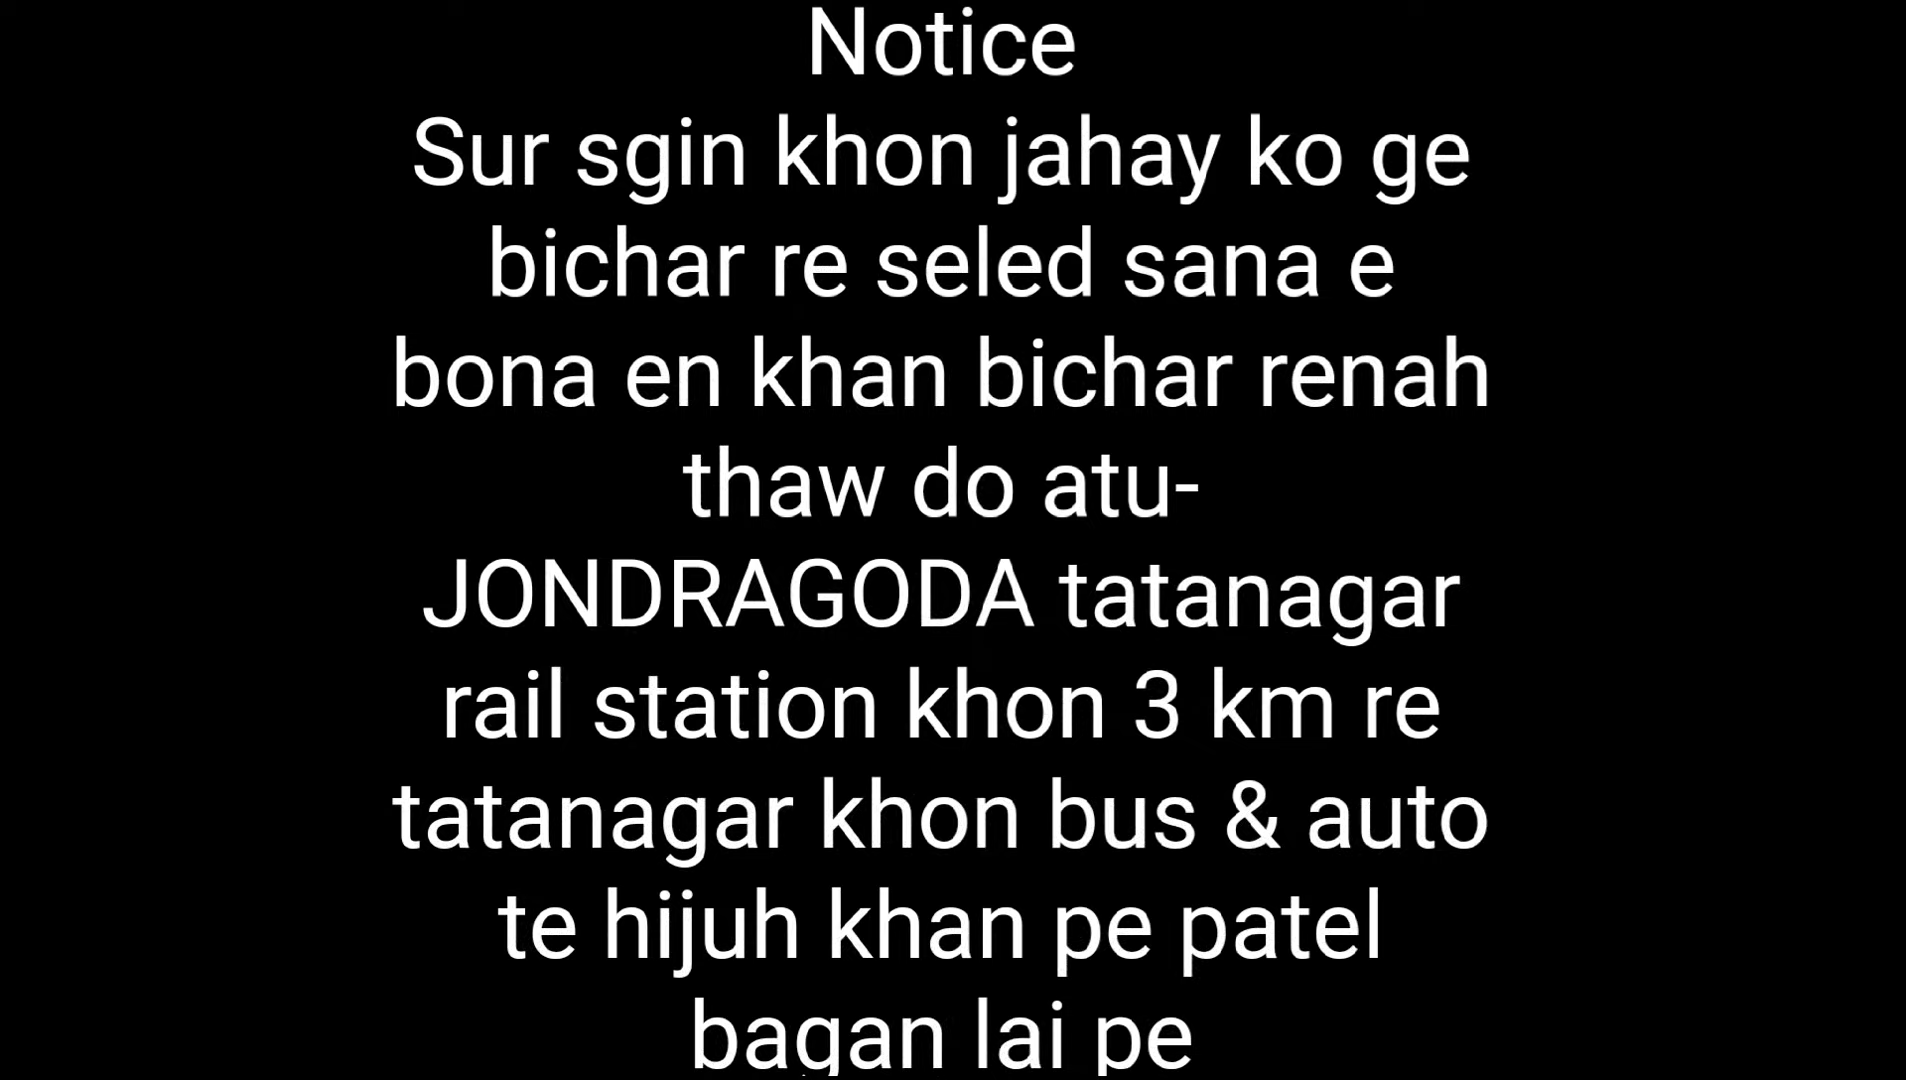 Notice
Sur sgin khon jahay ko ge
bichar re seled sana e
bona en khan bichar renah
thaw do atu-
JONDRAGODA tatanagar
rail station khon 3 km re
tatanagar khon bus & auto
te hijuh khan pe patel
bagan lai pe